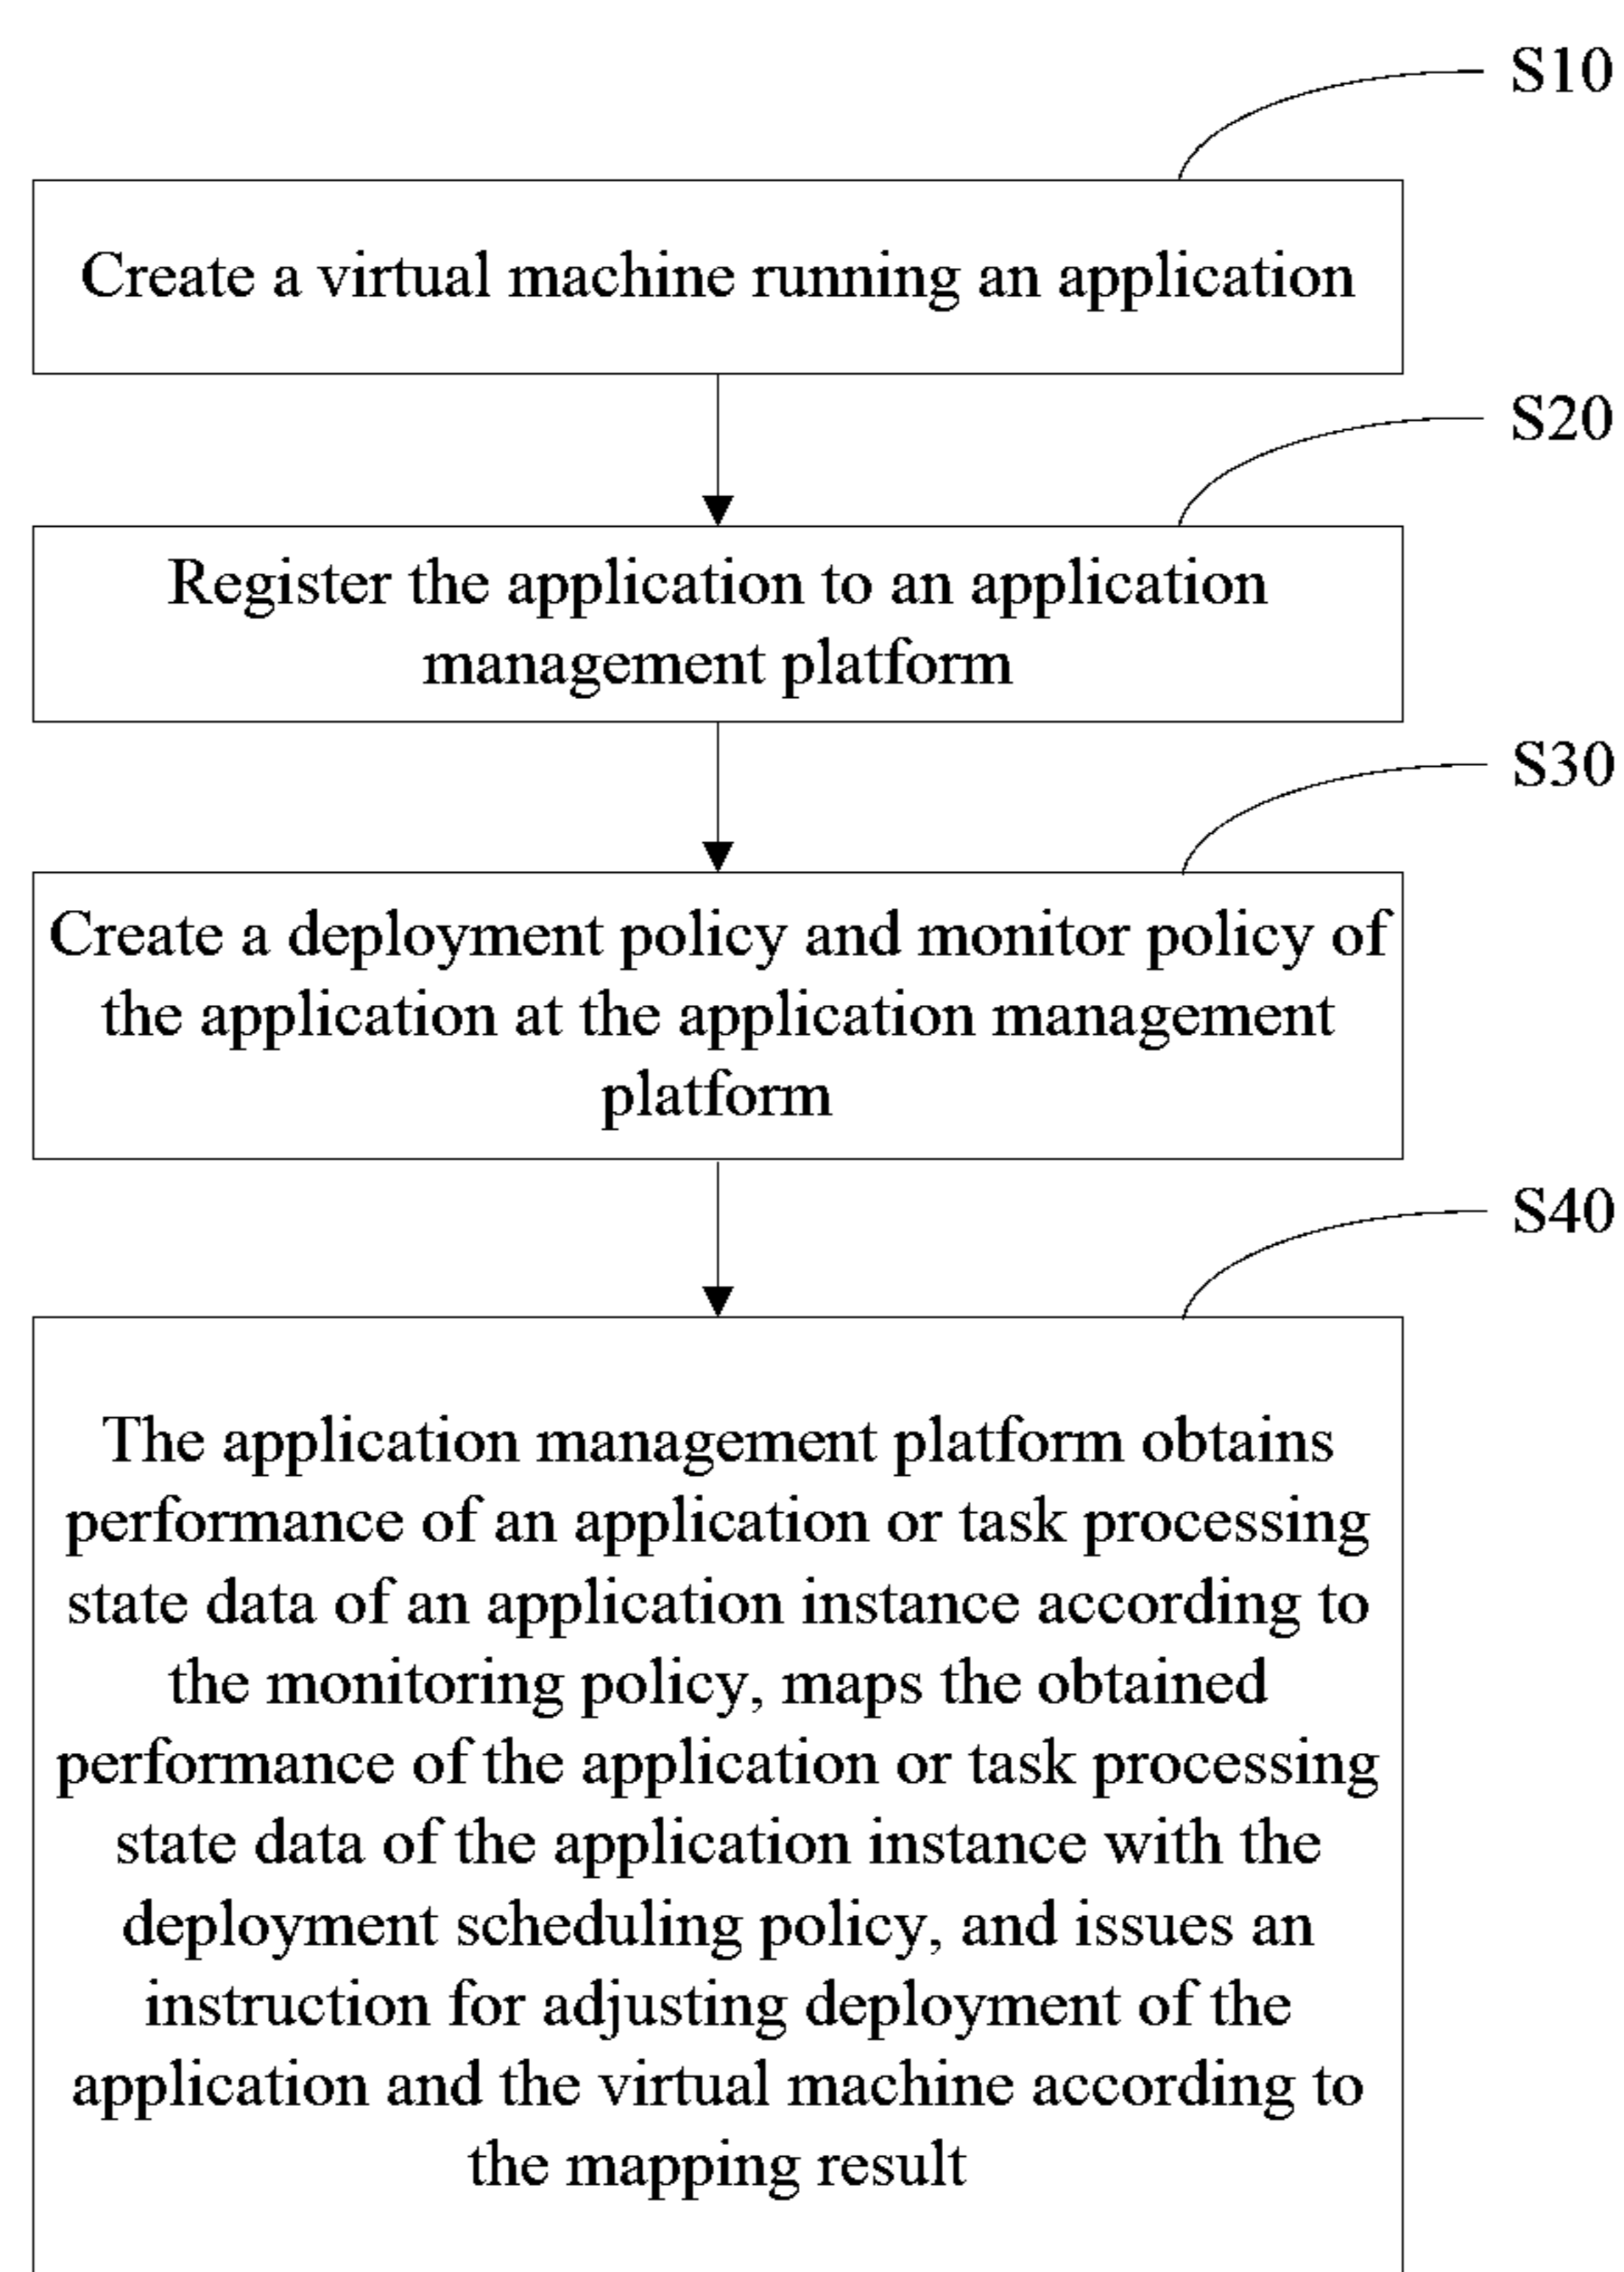 S10
Create a virtual machine running an application
S20
Register the application to an application
management platform
S30
Create a deployment policy and monitor policy of
the application at the application management
platform
S40
The application management platform obtains
performance of an application or task processing
state data of an application instance according to
the monitoring policy, maps the obtained
performance of the application or task processing
state data of the application instance with the
deployment scheduling policy, and issues an
instruction for adjusting deployment of the
application and the virtual machine according to
the mapping result